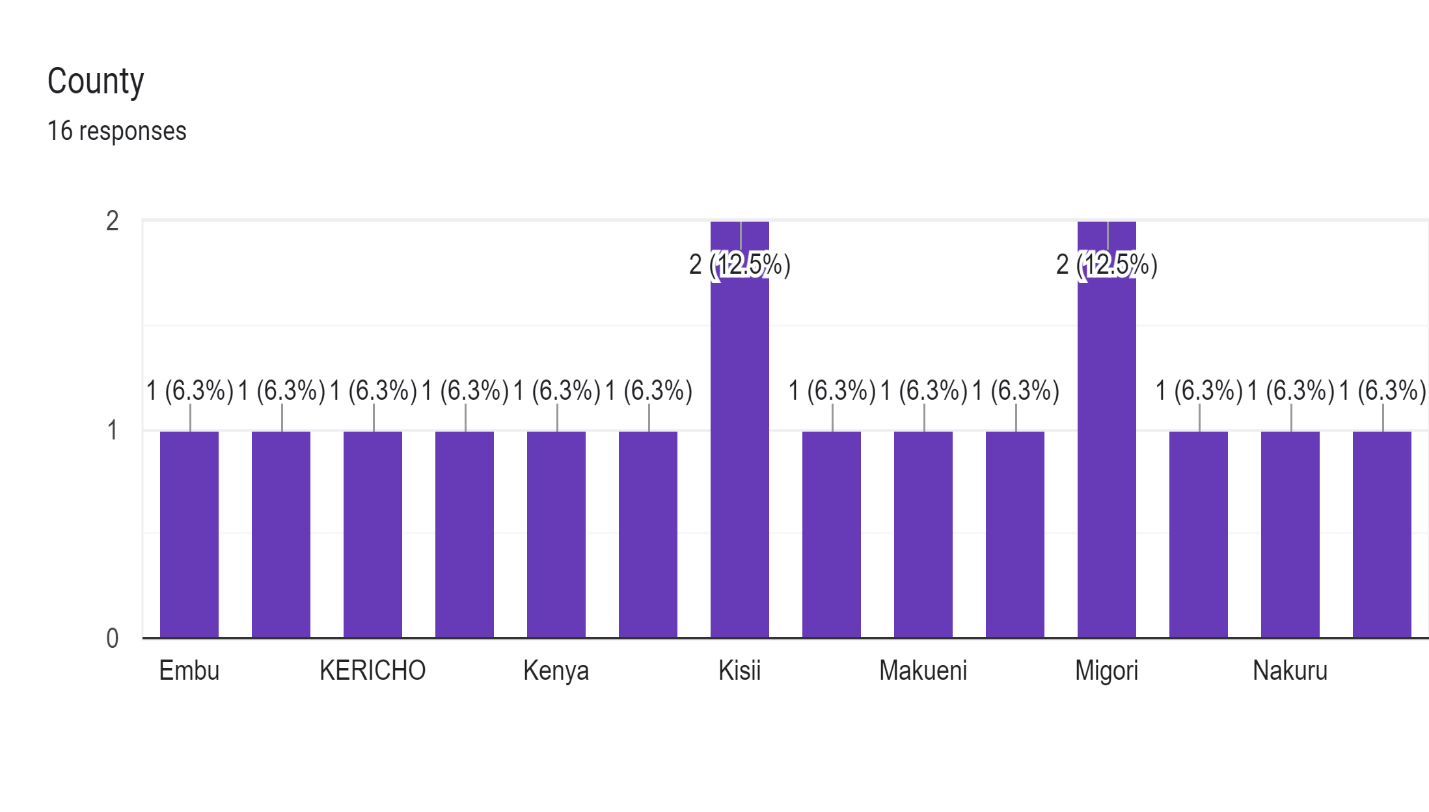 County
16 responses
2
2 (12.5%) 2 (12.5%)
1 (6.3%) 1 (6.3%) 1 (6.3%) 1 (6.3%) 1 (6.3%) 1 (6.3%) 1 (6.3%) 1 (6.3%) 1 (6.3%) 1 (6.3%) 1 (6.3%) 1 (6.3%)
1
0
Embu KERICHO Kenya Kisii Makueni Migori Nakuru